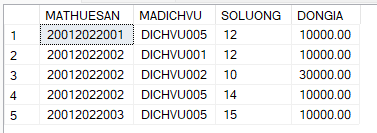 MATHUESAN MADICHVU SOLUONG DONGIA
1 20012022001 DICHVU005 12 10000.00
2 20012022002 DICHVU001 12 10000.00
3 20012022002 DICHVU002 10 30000.00
4 20012022002 DICHVU005 14 10000.00
5 20012022003 DICHVU005 15 10000.00